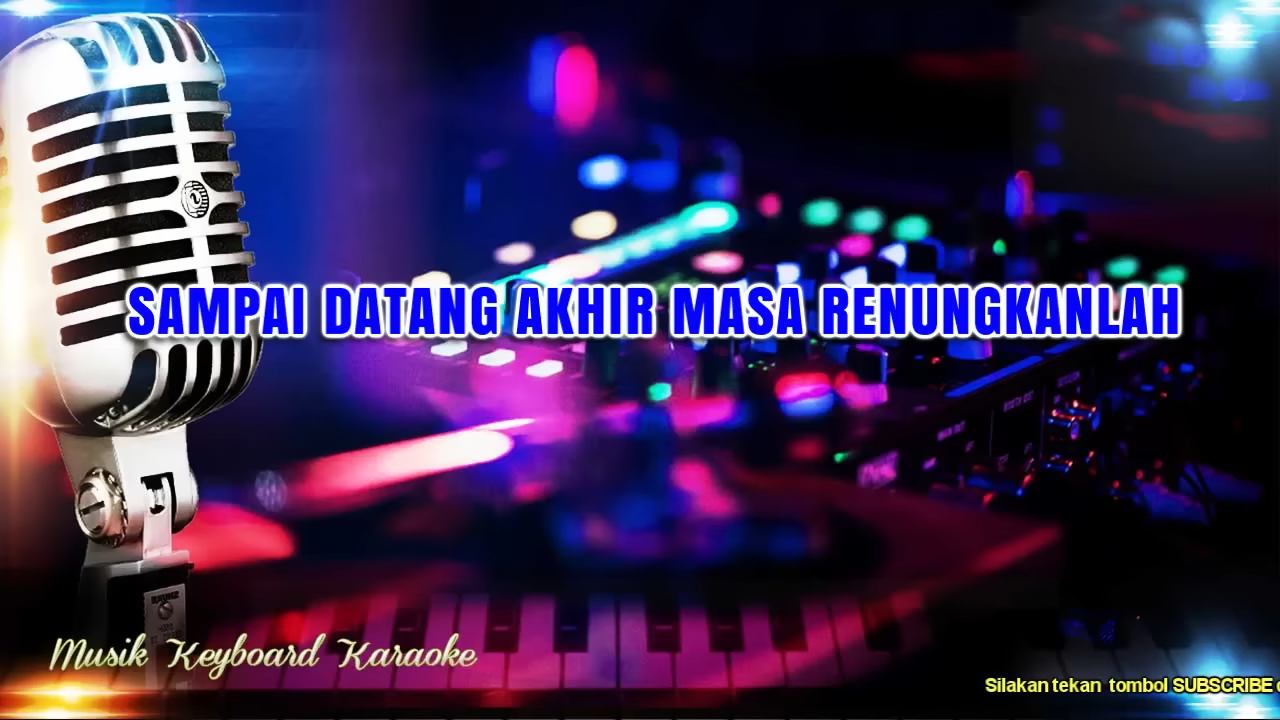 SAMPAI DATANG AKHIR MASA RENUNGKANLAH
Musik Keyboard Karaoke
Silakan tekan tombol SUBSCRIBE